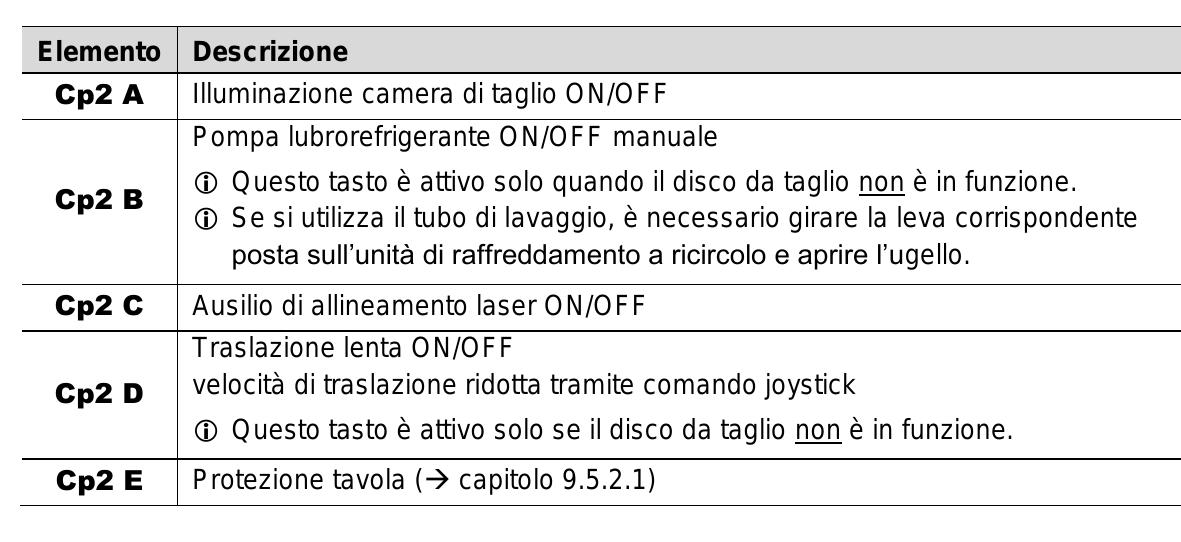 Elemento Descrizione
Cp2 A Illuminazione camera di taglio ON/OFF
Pompa lubrorefrigerante ON/OFF manuale
Cp2 B
ⓘ Questo tasto è attivo solo quando il disco da taglio non è in funzione.
ⓘ Se si utilizza il tubo di lavaggio, è necessario girare la leva corrispondente
posta sull’unità di raffreddamento a ricircolo e aprire l’ugello.
Cp2 C Ausilio di allineamento laser ON/OFF
Traslazione lenta ON/OFF
Cp2 D velocità di traslazione ridotta tramite comando joystick
ⓘ Questo tasto è attivo solo se il disco da taglio non è in funzione.
Cp2 E Protezione tavola (→ capitolo 9.5.2.1)